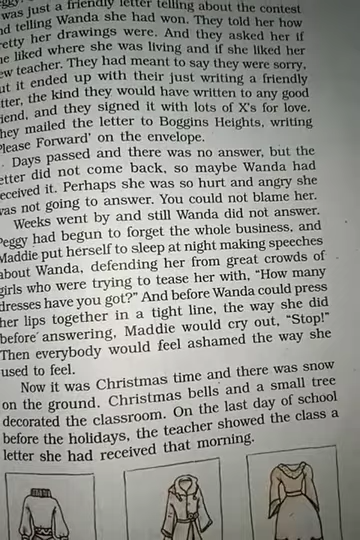 was just a friendly letter telling about the contest
telling Wanda she had won. They told her how
her drawings were. And they asked her if
liked where she was living and if she liked her
teacher. They had meant to say they were sorry,
it ended up with their just writing a friendly
the kind they would have written to any good
and they signed it with lots of X's for love.
mailed the letter to Boggins Heights, writing
Please Forward' on the envelope.
Days passed and there was no answer, but the
did not come back, so maybe Wanda had
received it. Perhaps she was so hurt and angry she
was not going to answer. You could not blame her.
Weeks went by and still Wanda did not answer.
Peggy had begun to forget the whole business, and
Maddie put herself to sleep at night making speeches
about Wanda, defending her from great crowds of
girls who were trying to tease her with, "How many
dresses have you got?" And before Wanda could press
her lips together in a tight line, the way she did
before answering, Maddie would cry out, "Stop!"
Then everybody would feel ashamed the way she
used to feel.
Now it was Christmas time and there was snow
on the ground. Christmas bells and a small tree
decorated the classroom. On the last day of school
before the holidays, the teacher showed the class a
letter she had received that morning.